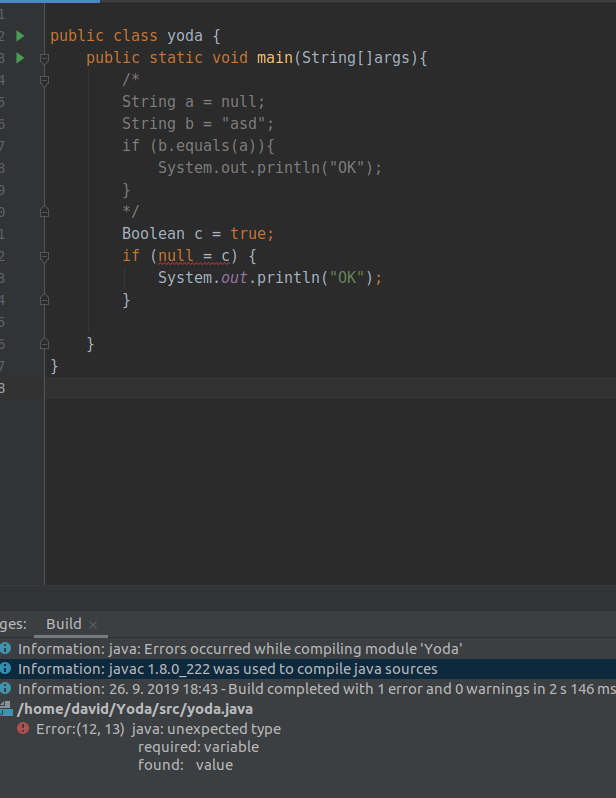 1
2 public class yoda {
3 public static void main(String[]args){
4 /*
5 String a = null;
6 String b = "asd";
7 if (b.equals(a)){
8 System.out.println("OK");
9 }
0 */
1 Boolean c = true;
2 if (null = c) {
3 System.out.println("OK");
4 }
5
6 }
7 }
8
ges: Build ×
Information: java: Errors occurred while compiling module 'Yoda'
Information: javac 1.8.0_222 was used to compile java sources
Information: 26. 9. 2019 18:43 - Build completed with 1 error and 0 warnings in 2 s 146 ms
/home/david/Yoda/src/yoda.java
Error:(12, 13) java: unexpected type
required: variable
found: value